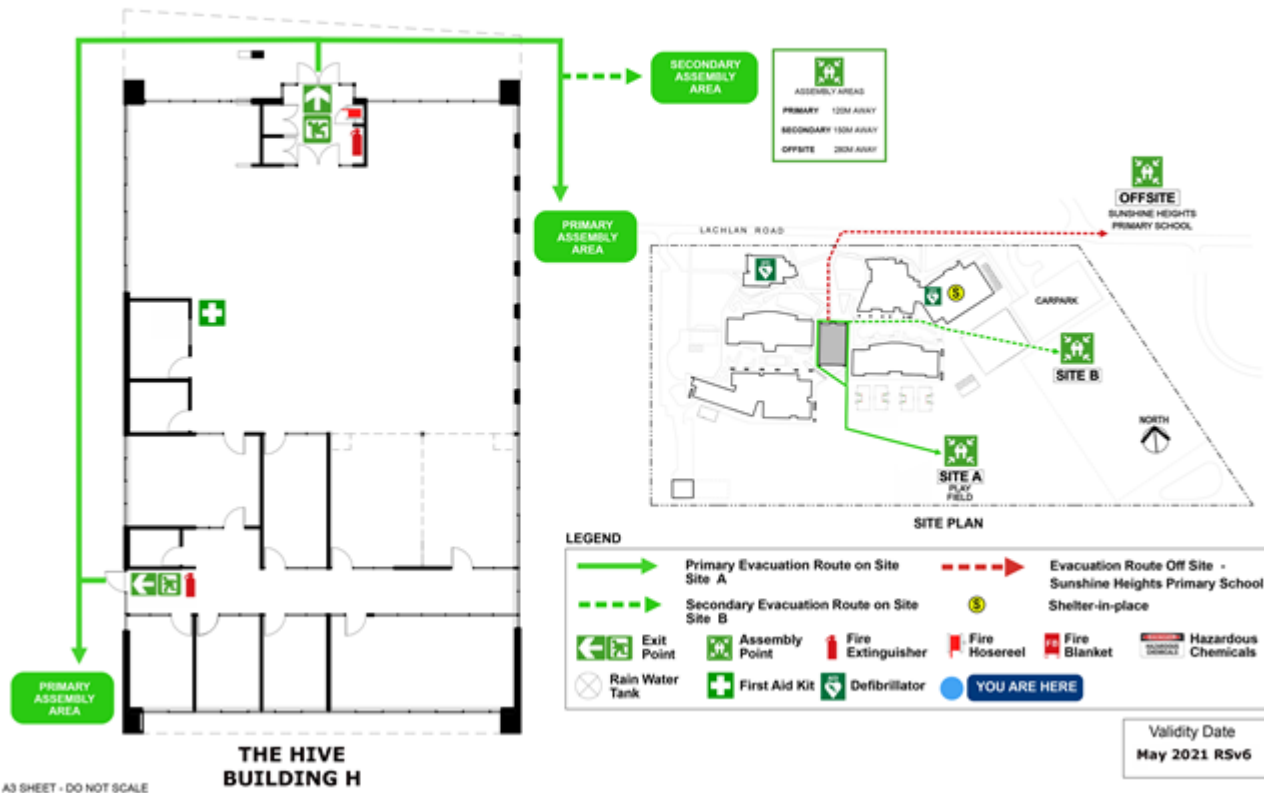 SECONDARY
ASSEMBLY
AREA
ASSEMBLY AREAS
PRIMARY 120M AWAY
SECONDARY 150M AWAY
OFFSITE 280M AWAY
PRIMARY
ASSEMBLY
AREA
OFFSITE
SUNSHINE HEIGHTS
PRIMARY SCHOOL
LACHLAN ROAD
S
CARPARK
SITE B
NORTH
SITE A
PLAY
FIELD
SITE PLAN
LEGEND
Primary Evacuation Route on Site
Site A
Evacuation Route Off Site -
Sunshine Heights Primary School
Secondary Evacuation Route on Site
Site B
S
Shelter-in-place
Exit
Point
Assembly
Point
Fire
Extinguisher
Fire
Hosereel
FB
Fire
Blanket
HAZARDOUS
CHEMICALS
Hazardous
Chemicals
Rain Water
Tank
First Aid Kit
Defibrillator
YOU ARE HERE
PRIMARY
ASSEMBLY
AREA
THE HIVE
BUILDING H
Validity Date
May 2021 RSv6
A3 SHEET - DO NOT SCALE